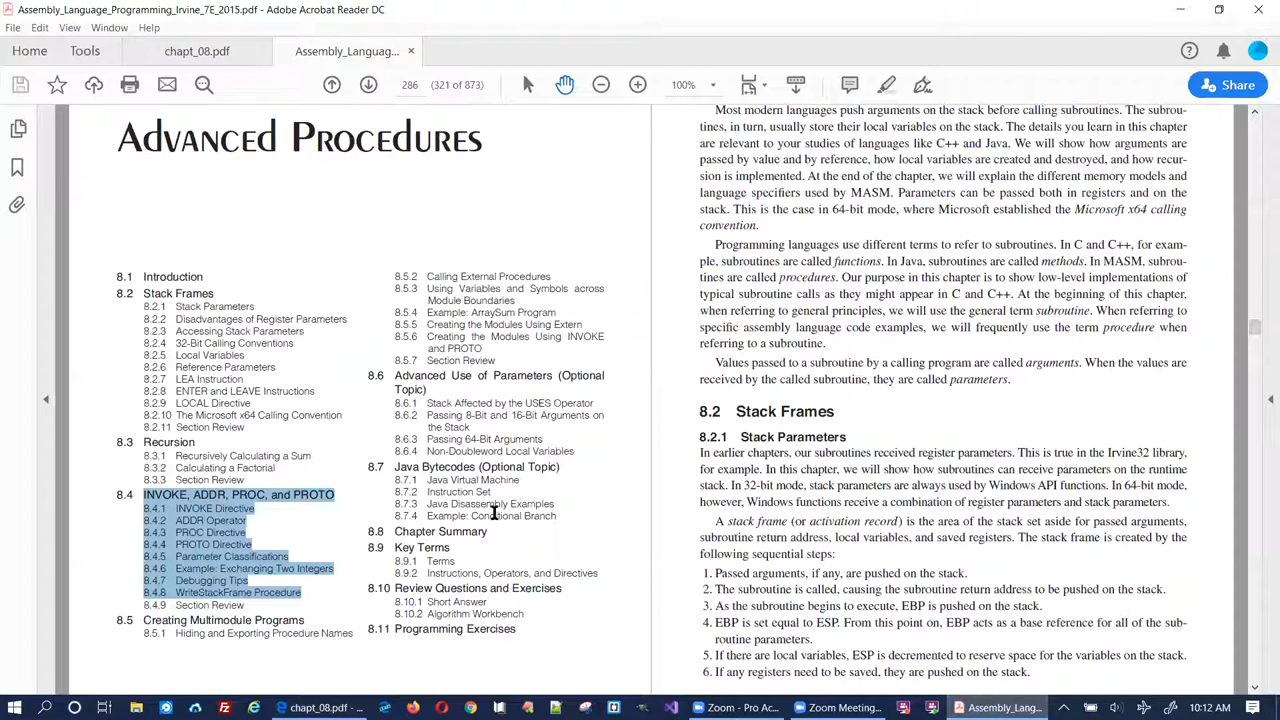 Assembly_Language_Programming_Irvine_7E_2015.pdf - Adobe Acrobat Reader DC
File Edit View Window Help
Home Tools chapt_08.pdf Assembly_Languag... ×
286 (321 of 873) 100% Share
Advanced Procedures
8.1 Introduction
8.2 Stack Frames
8.2.1 Stack Parameters
8.2.2 Disadvantages of Register Parameters
8.2.3 Accessing Stack Parameters
8.2.4 32-Bit Calling Conventions
8.2.5 Local Variables
8.2.6 Reference Parameters
8.2.7 LEA Instruction
8.2.8 ENTER and LEAVE Instructions
8.2.9 LOCAL Directive
8.2.10 The Microsoft x64 Calling Convention
8.2.11 Section Review
8.3 Recursion
8.3.1 Recursively Calculating a Sum
8.3.2 Calculating a Factorial
8.3.3 Section Review
8.4 INVOKE, ADDR, PROC, and PROTO
8.4.1 INVOKE Directive
8.4.2 ADDR Operator
8.4.3 PROC Directive
8.4.4 PROTO Directive
8.4.5 Parameter Classifications
8.4.6 Example: Exchanging Two Integers
8.4.7 Debugging Tips
8.4.8 WriteStackFrame Procedure
8.4.9 Section Review
8.5 Creating Multimodule Programs
8.5.1 Hiding and Exporting Procedure Names
8.5.2 Calling External Procedures
8.5.3 Using Variables and Symbols across
Module Boundaries
8.5.4 Example: ArraySum Program
8.5.5 Creating the Modules Using Extern
8.5.6 Creating the Modules Using INVOKE
and PROTO
8.5.7 Section Review
8.6 Advanced Use of Parameters (Optional
Topic)
8.6.1 Stack Affected by the USES Operator
8.6.2 Passing 8-Bit and 16-Bit Arguments on
the Stack
8.6.3 Passing 64-Bit Arguments
8.6.4 Non-Doubleword Local Variables
8.7 Java Bytecodes (Optional Topic)
8.7.1 Java Virtual Machine
8.7.2 Instruction Set
8.7.3 Java Disassembly Examples
8.7.4 Example: Conditional Branch
8.8 Chapter Summary
8.9 Key Terms
8.9.1 Terms
8.9.2 Instructions, Operators, and Directives
8.10 Review Questions and Exercises
8.10.1 Short Answer
8.10.2 Algorithm Workbench
8.11 Programming Exercises
Most modern languages push arguments on the stack before calling subroutines. The subrou-
tines, in turn, usually store their local variables on the stack. The details you learn in this chapter
are relevant to your studies of languages like C++ and Java. We will show how arguments are
passed by value and by reference, how local variables are created and destroyed, and how recur-
sion is implemented. At the end of the chapter, we will explain the different memory models and
language specifiers used by MASM. Parameters can be passed both in registers and on the
stack. This is the case in 64-bit mode, where Microsoft established the Microsoft x64 calling
convention.
Programming languages use different terms to refer to subroutines. In C and C++, for exam-
ple, subroutines are called functions. In Java, subroutines are called methods. In MASM, subrou-
tines are called procedures. Our purpose in this chapter is to show low-level implementations of
typical subroutine calls as they might appear in C and C++. At the beginning of this chapter,
when referring to general principles, we will use the general term subroutine. When referring to
specific assembly language code examples, we will frequently use the term procedure when
referring to a subroutine.
Values passed to a subroutine by a calling program are called arguments. When the values are
received by the called subroutine, they are called parameters.
8.2 Stack Frames
8.2.1 Stack Parameters
In earlier chapters, our subroutines received register parameters. This is true in the Irvine32 library,
for example. In this chapter, we will show how subroutines can receive parameters on the runtime
stack. In 32-bit mode, stack parameters are always used by Windows API functions. In 64-bit mode,
however, Windows functions receive a combination of register parameters and stack parameters.
A stack frame (or activation record) is the area of the stack set aside for passed arguments,
subroutine return address, local variables, and saved registers. The stack frame is created by the
following sequential steps:
1. Passed arguments, if any, are pushed on the stack.
2. The subroutine is called, causing the subroutine return address to be pushed on the stack.
3. As the subroutine begins to execute, EBP is pushed on the stack.
4. EBP is set equal to ESP. From this point on, EBP acts as a base reference for all of the sub-
routine parameters.
5. If there are local variables, ESP is decremented to reserve space for the variables on the stack.
6. If any registers need to be saved, they are pushed on the stack.
chapt_08.pdf - ... Zoom - Pro Ac... Zoom Meeting... Assembly_Lang... 10:12 AM